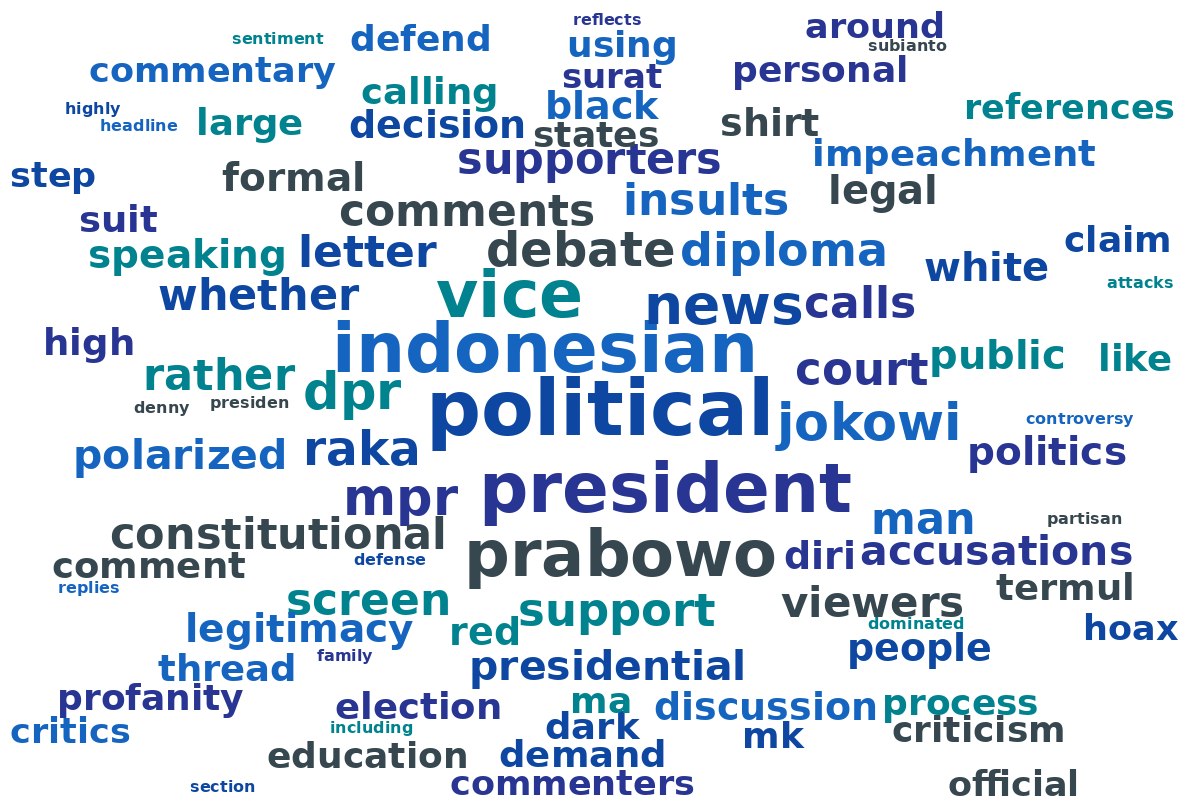 reflects
around
sentiment
defend
using
subianto
commentary
surat
personal
calling
black
highly
headline
large
decision
states
shirt
references
step
formal
supporters
impeachment
suit
comments
insults
legal
speaking
letter
debate
diploma
white
claim
whether
vice
news
calls
attacks
high
indonesian
court
public
like
rather
dpr
denny
presiden
political
jokowi
controversy
polarized
raka
politics
mpr
president
man
partisan
constitutional
comment
defense
prabowo
diri
accusations
replies
screen
support
viewers
termul
legitimacy
red
dominated
hoax
thread
family
presidential
people
profanity
election
ma
discussion
process
critics
including
dark
mk
criticism
education
demand
section
commenters
official